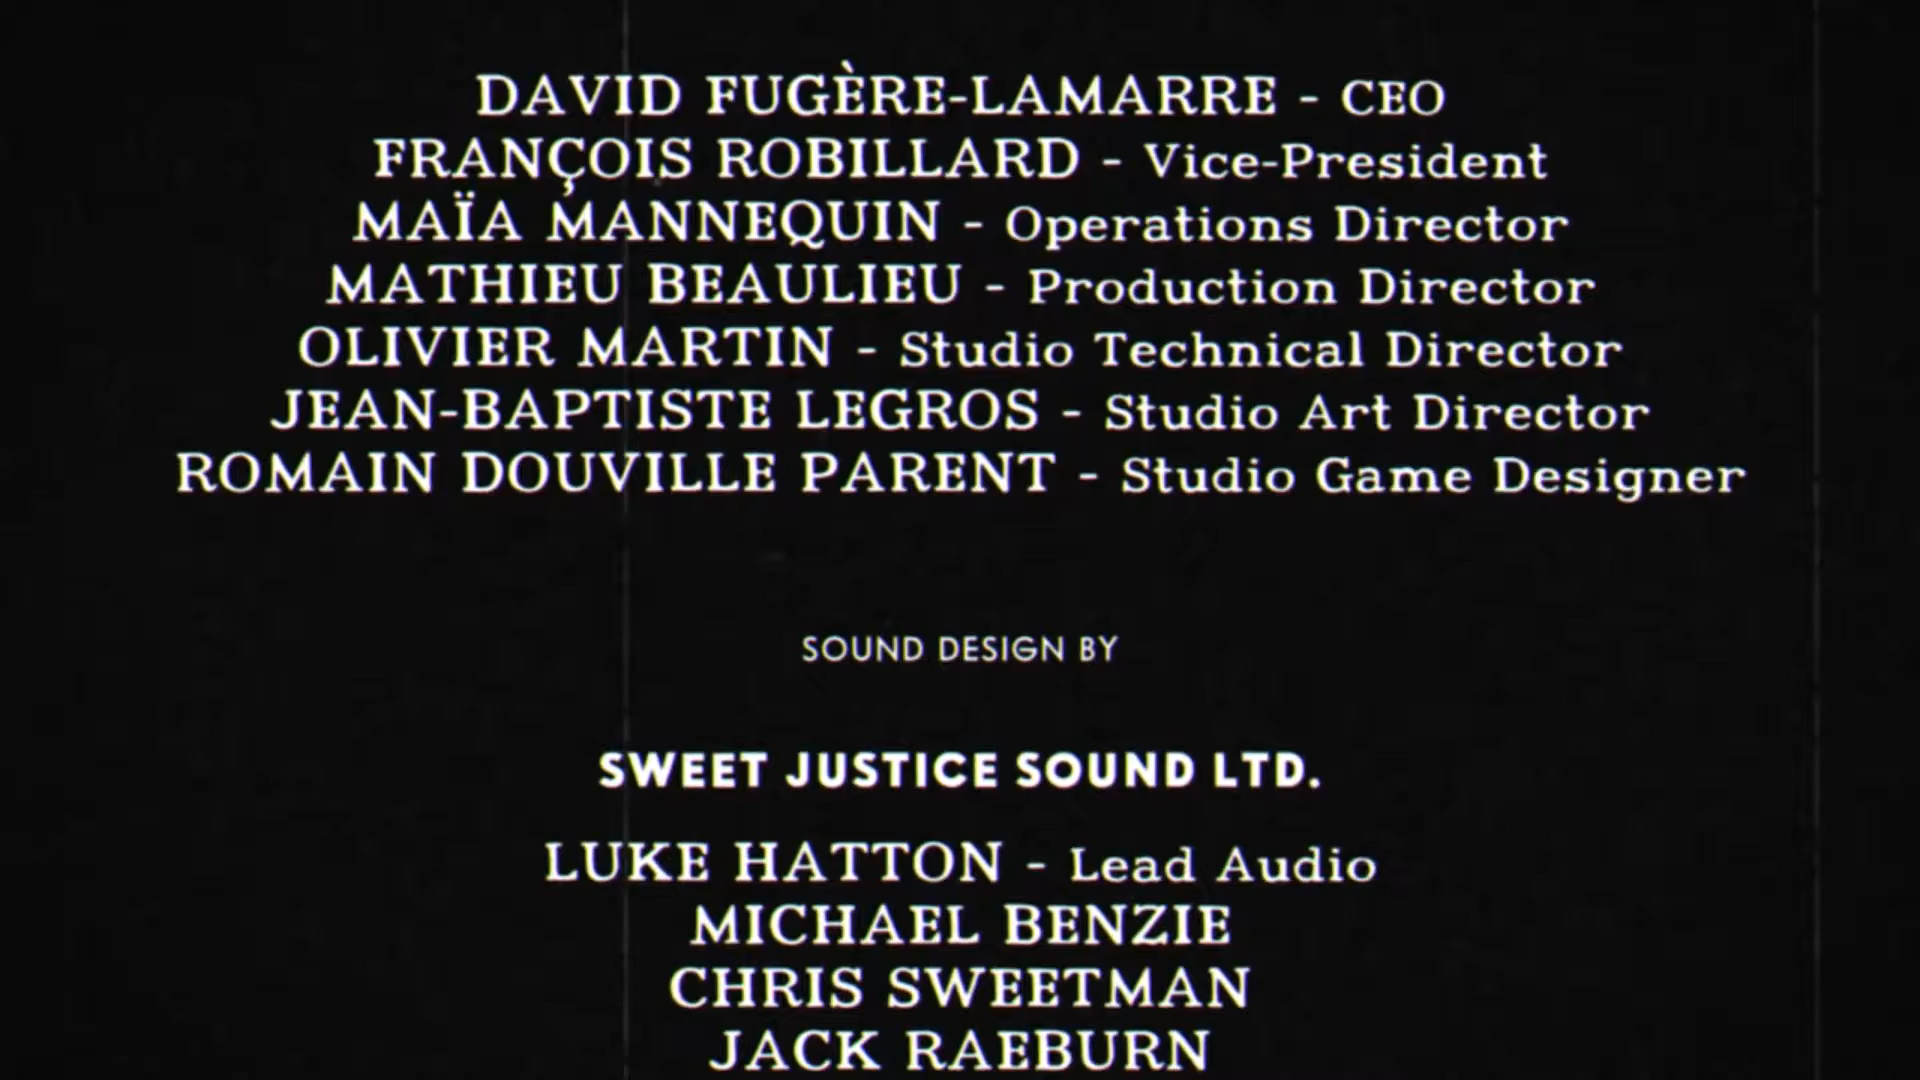 DAVID FUGÈRE-LAMARRE - CEO
FRANÇOIS ROBILLARD - Vice-President
MAÏA MANNEQUIN - Operations Director
MATHIEU BEAULIEU - Production Director
OLIVIER MARTIN - Studio Technical Director
JEAN-BAPTISTE LEGROS - Studio Art Director
ROMAIN DOUVILLE PARENT - Studio Game Designer
SOUND DESIGN BY
SWEET JUSTICE SOUND LTD.
LUKE HATTON - Lead Audio
MICHAEL BENZIE
CHRIS SWEETMAN
JACK RAEBURN